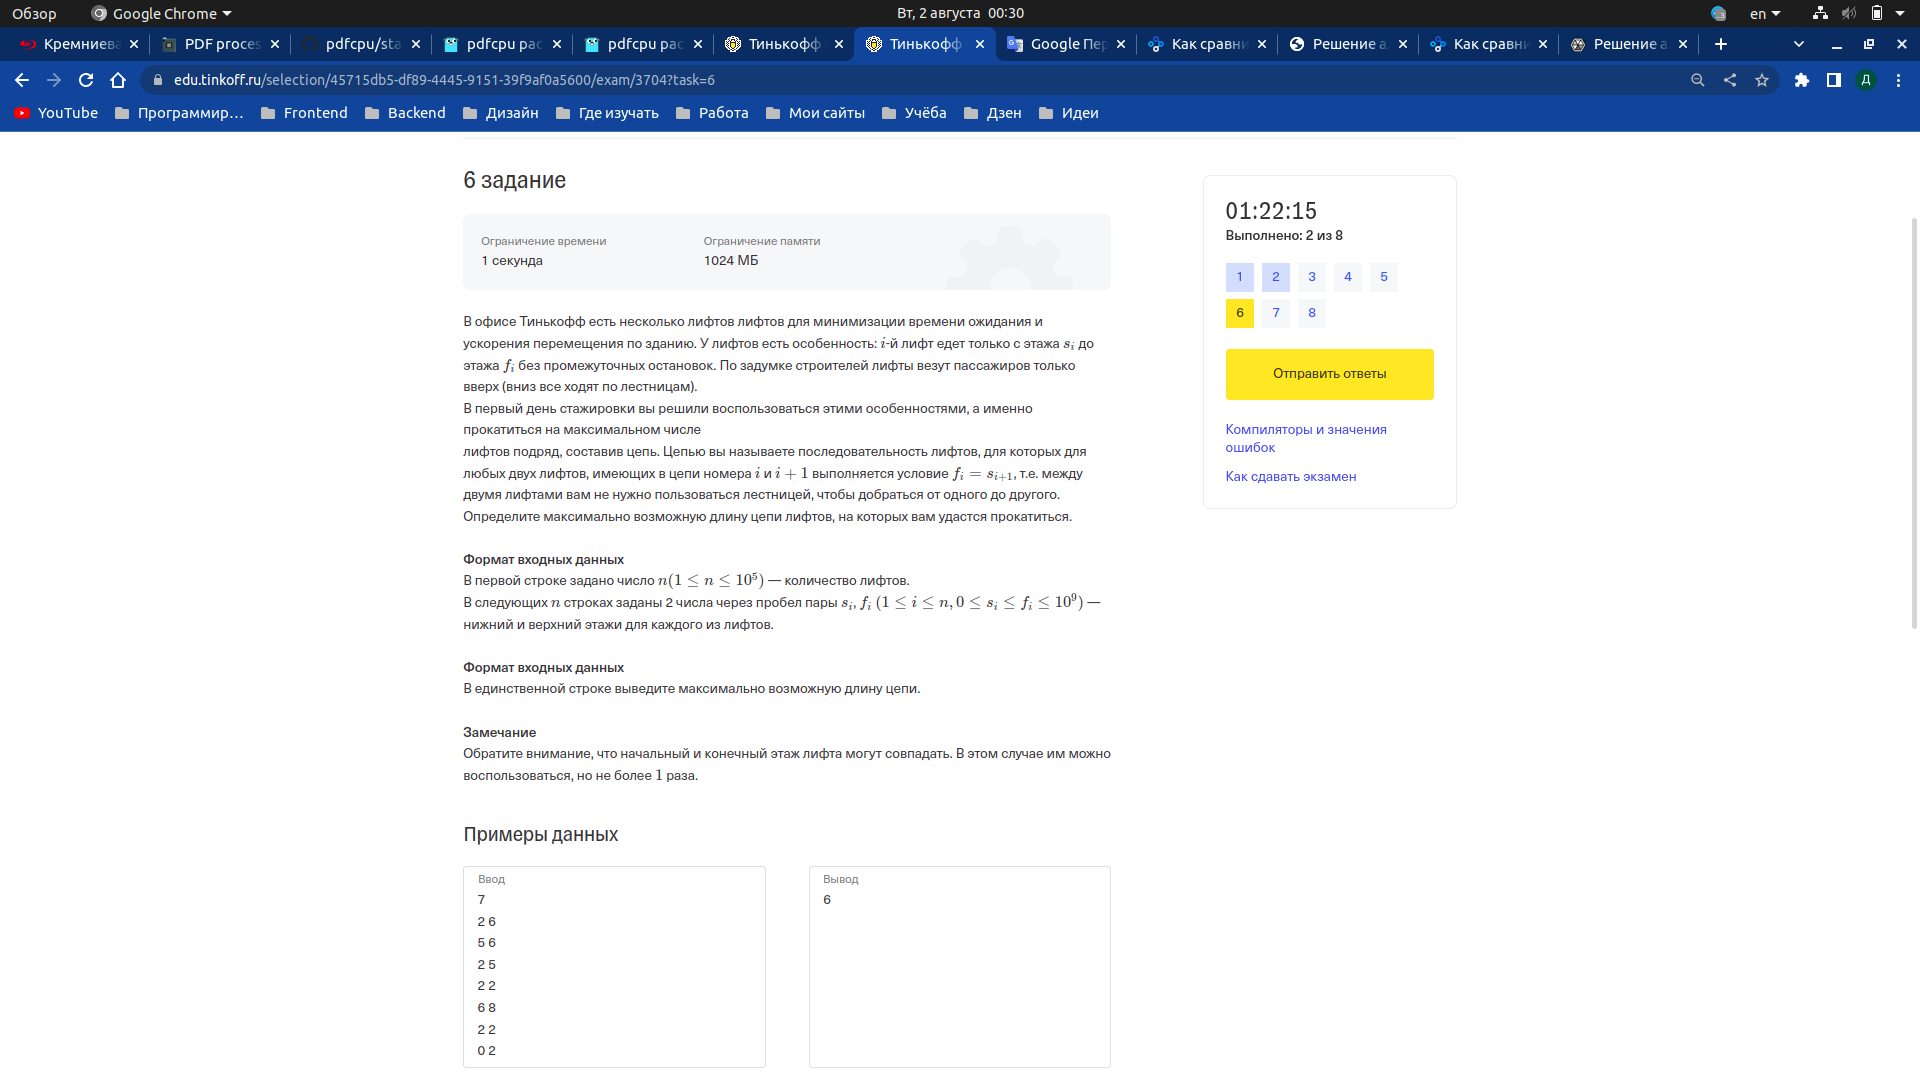 Обзор
Google Chrome
Вт, 2 августа 00:30
en
Кремниева
PDF proces
pdfcpu/sta
pdfcpu pac
pdfcpu pac
Тинькофф
Тинькофф
Google Пер
Как сравни
Решение а
Как сравни
Решение а
edu.tinkoff.ru/selection/45715db5-df89-4445-9151-39f9af0a5600/exam/3704?task=6
Д
YouTube
Программир...
Frontend
Backend
Дизайн
Где изучать
Работа
Мои сайты
Учёба
Дзен
Идеи
6 задание
Ограничение времени
1 секунда
Ограничение памяти
1024 МБ
В офисе Тинькофф есть несколько лифтов лифтов для минимизации времени ожидания и
ускорения перемещения по зданию. У лифтов есть особенность: i-й лифт едет только с этажа s_i до
этажа f_i без промежуточных остановок. По задумке строителей лифты везут пассажиров только
вверх (вниз все ходят по лестницам).
В первый день стажировки вы решили воспользоваться этими особенностями, а именно
прокатиться на максимальном числе
лифтов подряд, составив цепь. Цепью вы называете последовательность лифтов, для которых для
любых двух лифтов, имеющих в цепи номера i и i + 1 выполняется условие f_i = s_{i+1}, т.е. между
двумя лифтами вам не нужно пользоваться лестницей, чтобы добраться от одного до другого.
Определите максимально возможную длину цепи лифтов, на которых вам удастся прокатиться.
Формат входных данных
В первой строке задано число n(1 ≤ n ≤ 10^5) — количество лифтов.
В следующих n строках заданы 2 числа через пробел пары s_i, f_i (1 ≤ i ≤ n, 0 ≤ s_i ≤ f_i ≤ 10^9) —
нижний и верхний этажи для каждого из лифтов.
Формат входных данных
В единственной строке выведите максимально возможную длину цепи.
Замечание
Обратите внимание, что начальный и конечный этаж лифта могут совпадать. В этом случае им можно
воспользоваться, но не более 1 раза.
Примеры данных
Ввод
7
2 6
5 6
2 5
2 2
6 8
2 2
0 2
Вывод
6
01:22:15
Выполнено: 2 из 8
1 2 3 4 5
6 7 8
Отправить ответы
Компиляторы и значения
ошибок
Как сдавать экзамен